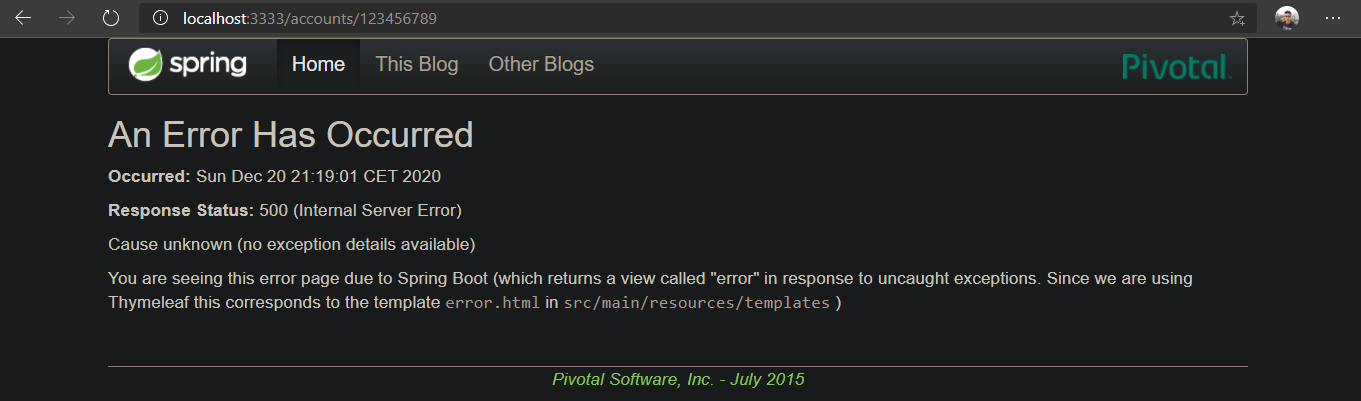 localhost:3333/accounts/123456789
spring Home This Blog Other Blogs Pivotal
An Error Has Occurred
Occurred: Sun Dec 20 21:19:01 CET 2020
Response Status: 500 (Internal Server Error)
Cause unknown (no exception details available)
You are seeing this error page due to Spring Boot (which returns a view called "error" in response to uncaught exceptions. Since we are using
Thymeleaf this corresponds to the template error.html in src/main/resources/templates )
Pivotal Software, Inc. - July 2015